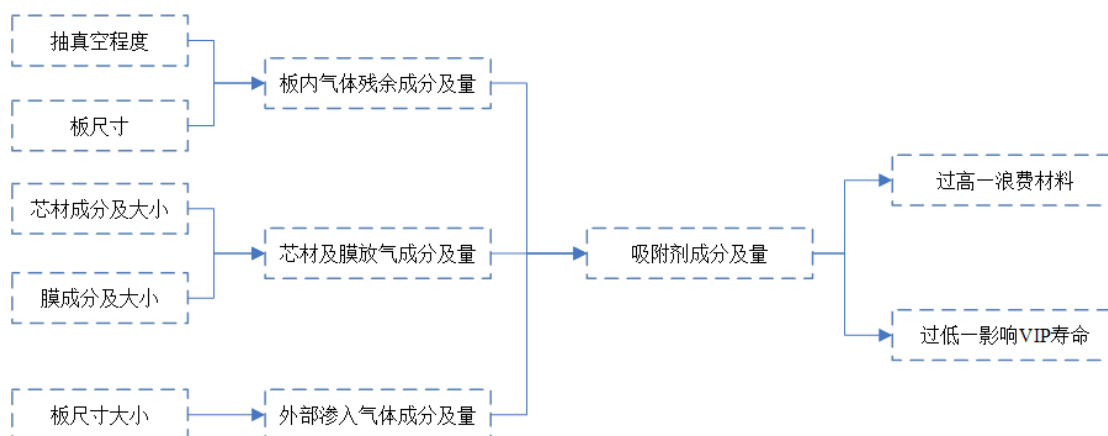 抽真空程度
板尺寸
板内气体残余成分及量
芯材成分及大小
膜成分及大小
芯材及膜放气成分及量
板尺寸大小
外部渗入气体成分及量
吸附剂成分及量
过高一浪费材料
过低一影响VIP寿命